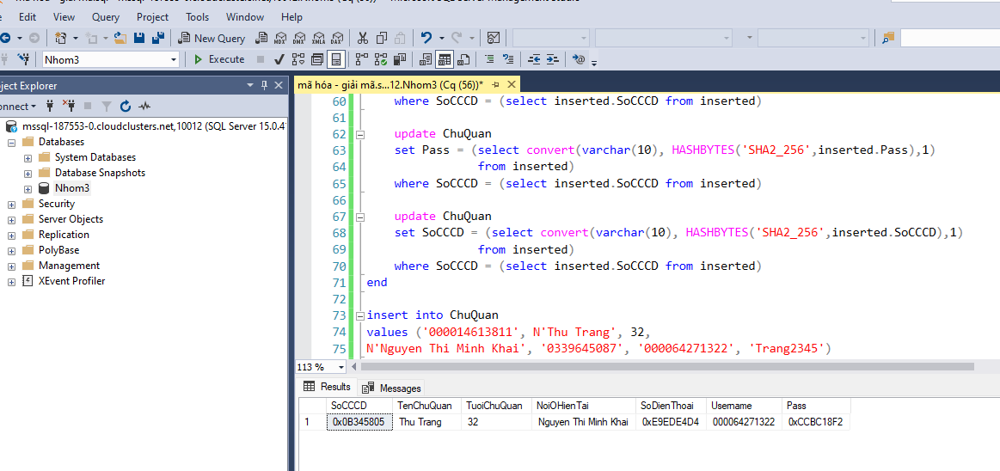 Edit View Query Project Tools Window Help
New Query
MDX DMX XMLA DAX
Nhom3 Execute
ject Explorer
onnect
mssql-187553-0.cloudclusters.net,10012 (SQL Server 15.0.4
Databases
System Databases
Database Snapshots
Nhom3
Security
Server Objects
Replication
PolyBase
Management
XEvent Profiler
mã hóa - giải mã.s...12.Nhom3 (Cq (56))*
60 where SoCCCD = (select inserted.SoCCCD from inserted)
61
62 update ChuQuan
63 set Pass = (select convert(varchar(10), HASHBYTES('SHA2_256',inserted.Pass),1)
64 from inserted)
65 where SoCCCD = (select inserted.SoCCCD from inserted)
66
67 update ChuQuan
68 set SoCCCD = (select convert(varchar(10), HASHBYTES('SHA2_256',inserted.SoCCCD),1)
69 from inserted)
70 where SoCCCD = (select inserted.SoCCCD from inserted)
71 end
72
73 insert into ChuQuan
74 values ('000014613811', N'Thu Trang', 32,
75 N'Nguyen Thi Minh Khai', '0339645087', '000064271322', 'Trang2345')
113 %
Results Messages
SoCCCD TenChuQuan TuoiChuQuan NoiOHienTai SoDienThoai Username Pass
1 0x0B345805 Thu Trang 32 Nguyen Thi Minh Khai 0xE9EDE4D4 000064271322 0xCCBC18F2